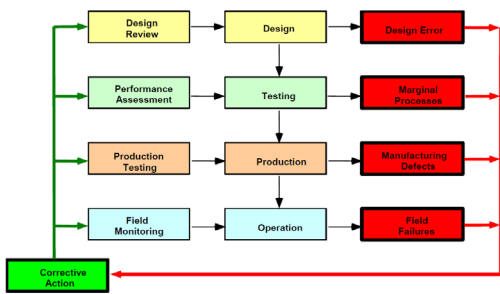 Design
Review
Design
Design Error
Performance
Assessment
Testing
Marginal
Processes
Production
Testing
Production
Manufacturing
Defects
Field
Monitoring
Operation
Field
Failures
Corrective
Action